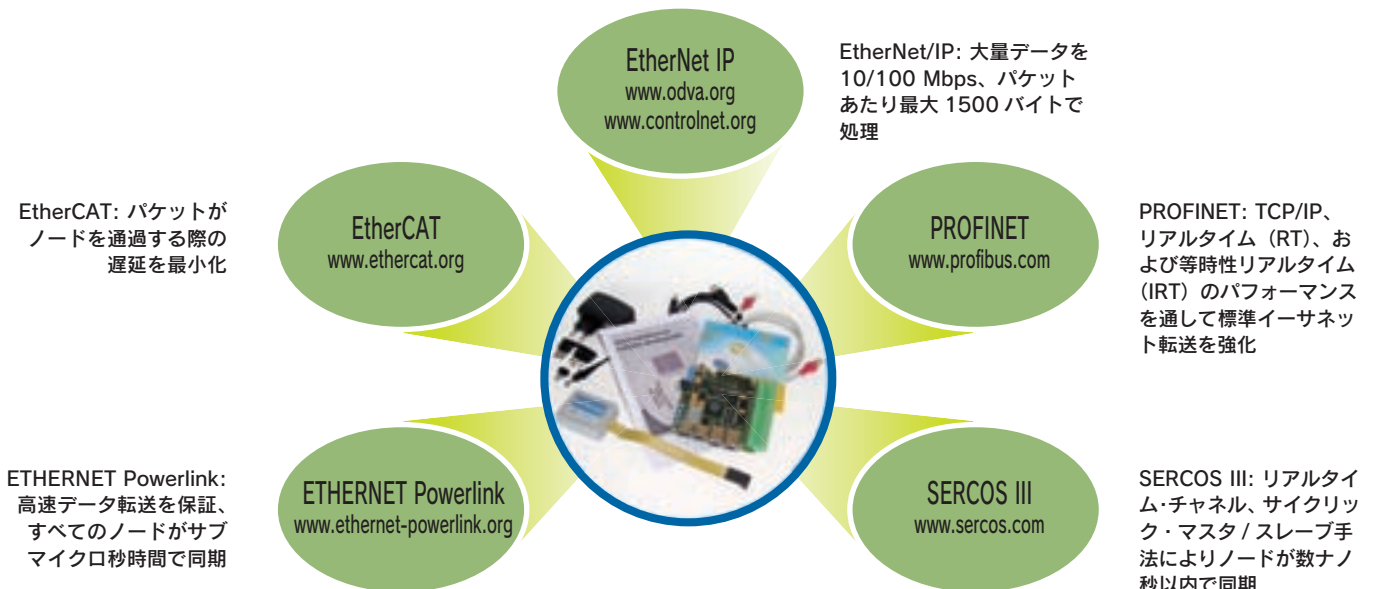 EtherNet IP
www.odva.org
www.controlnet.org
EtherNet/IP: 大量データを
10/100 Mbps、パケット
あたり最大 1500 バイトで
処理
EtherCAT: パケットが
ノードを通過する際の
遅延を最小化
EtherCAT
www.ethercat.org
PROFINET
www.profibus.com
PROFINET: TCP/IP、
リアルタイム（RT）、お
よび等時性リアルタイム
（IRT）のパフォーマンス
を通して標準イーサネッ
ト転送を強化
ETHERNET Powerlink:
高速データ転送を保証、
すべてのノードがサブ
マイクロ秒時間で同期
ETHERNET Powerlink
www.ethernet-powerlink.org
SERCOS III
www.sercos.com
SERCOS III: リアルタイ
ム・チャネル、サイクリッ
ク・マスタ / スレーブ手
法によりノードが数ナノ
秒以内で同期